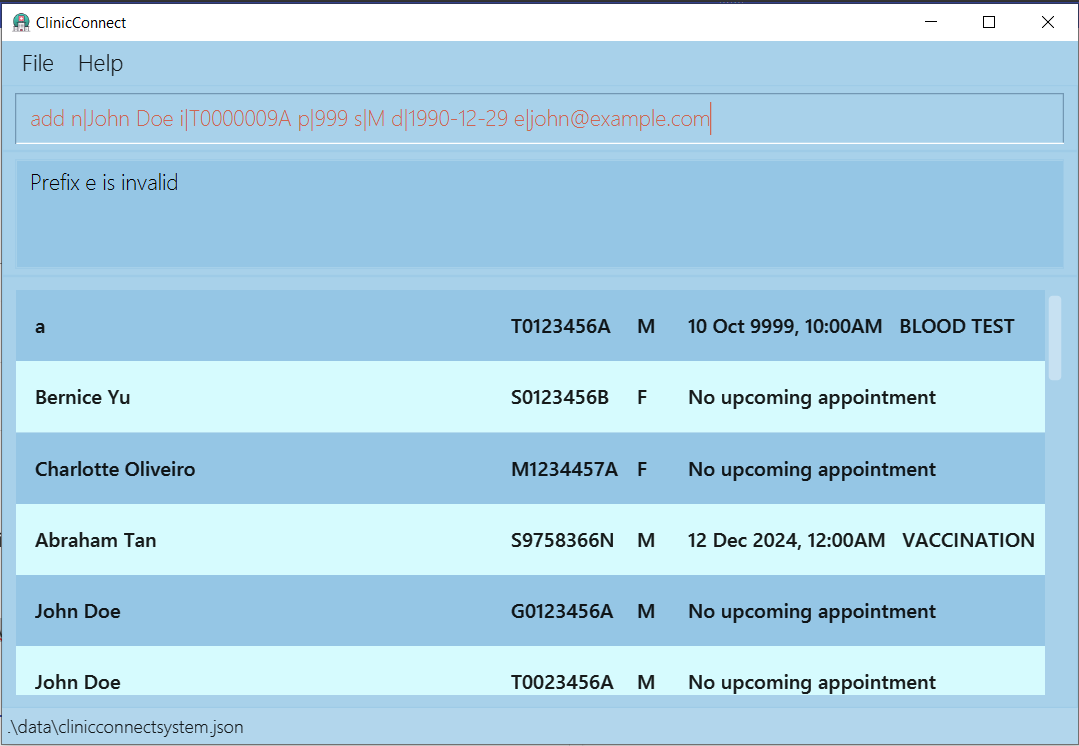 ClinicConnect
File Help
add n|John Doe i|T0000009A p|999 s|M d|1990-12-29 e|john@example.com
Prefix e is invalid
a T0123456A M 10 Oct 9999, 10:00AM BLOOD TEST
Bernice Yu S0123456B F No upcoming appointment
Charlotte Oliveiro M1234457A F No upcoming appointment
Abraham Tan S9758366N M 12 Dec 2024, 12:00AM VACCINATION
John Doe G0123456A M No upcoming appointment
John Doe T0023456A M No upcoming appointment
.\data\clinicconnectsystem.json